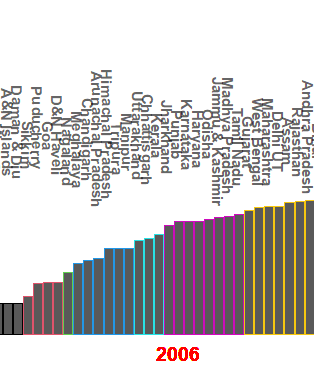 A&N Islands
Daman & Diu
Sikkim
Puducherry
Goa
D&N Haveli
Nagaland
Meghalaya
Chandigarh
Arunachal Pradesh
Himachal Pradesh
Tripura
Manipur
Uttarakhand
Chhattisgarh
Kerala
Jharkhand
Punjab
Karnataka
Haryana
Odisha
Jammu & Kashmir
Madhya Pradesh
Tamil Nadu
Gujarat
West Bengal
Maharashtra
Delhi UT
Assam
Rajasthan
Andhra Pradesh
2006